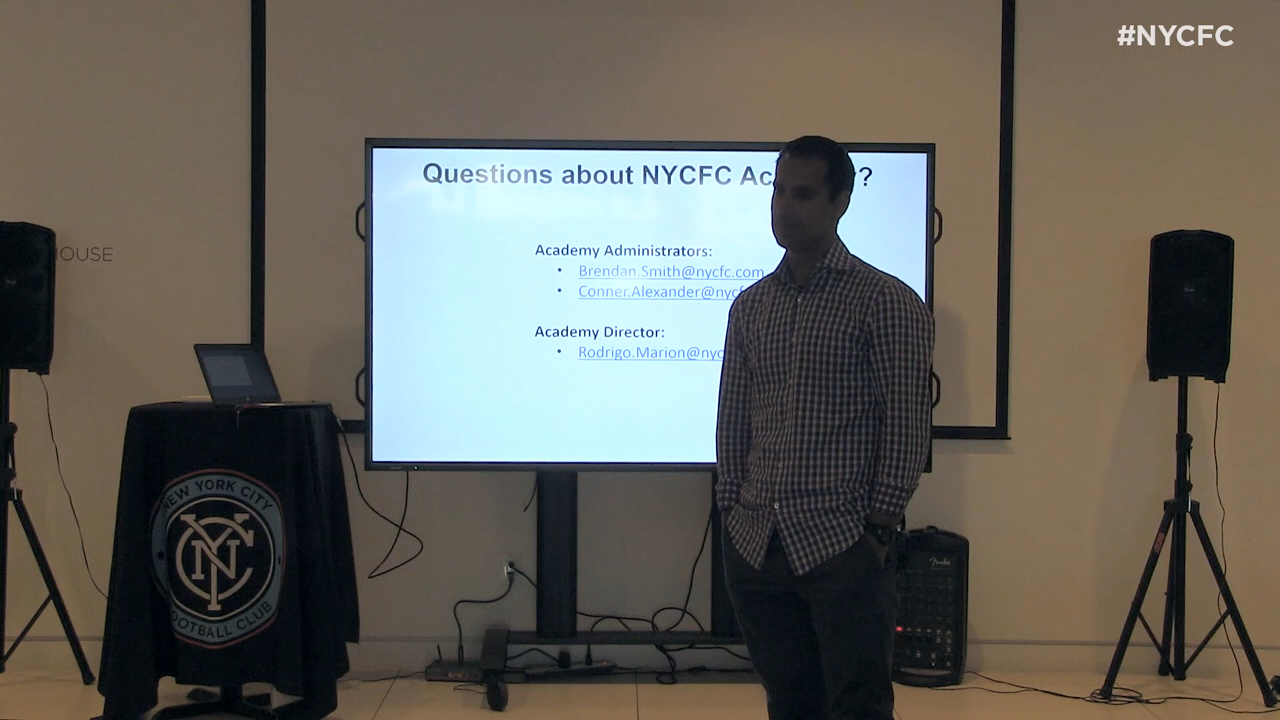 #NYCFC
Questions about NYCFC Ac ?
Academy Administrators:
• Brendan.Smith@nycfc.com
• Conner.Alexander@nycf
Academy Director:
• Rodrigo.Marion@nyc
OUSE
NEW YORK CITY
NYC
FOOTBALL CLUB
Fender